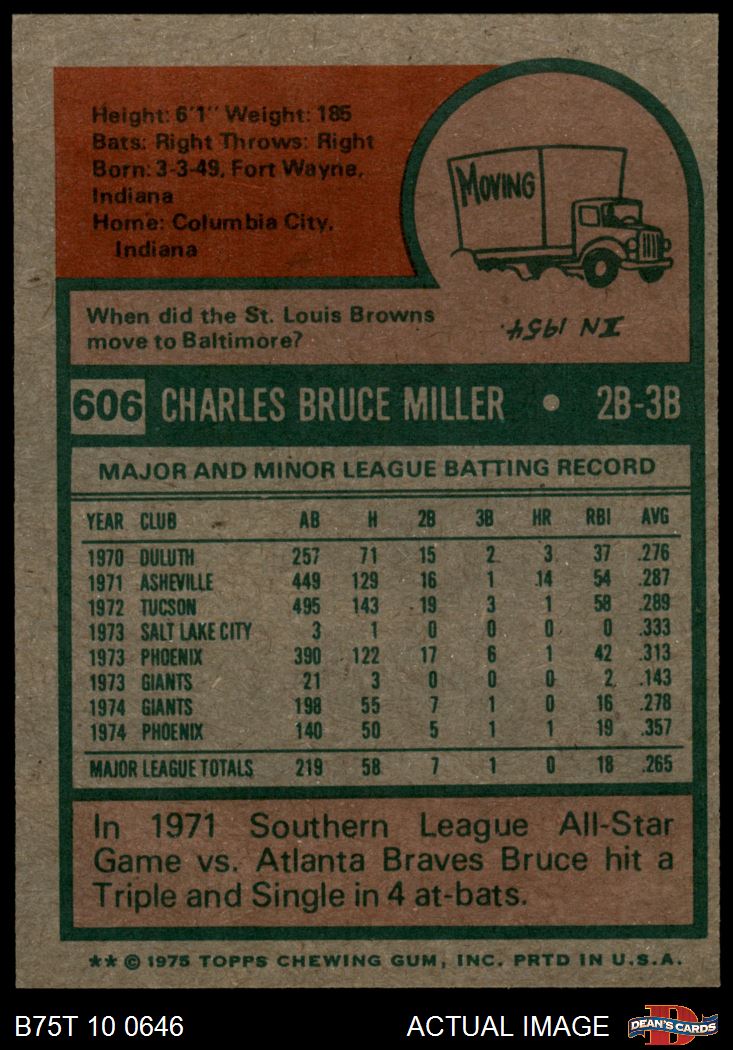 Height: 6'1" Weight: 185
Bats: Right Throws: Right
Born: 3-3-49, Fort Wayne,
Indiana
Home: Columbia City,
Indiana
MOVING
When did the St. Louis Browns
move to Baltimore?
IN 1954.
606 CHARLES BRUCE MILLER • 2B-3B
MAJOR AND MINOR LEAGUE BATTING RECORD
YEAR CLUB AB H 2B 3B HR RBI AVG
1970 DULUTH 257 71 15 2 3 37 .276
1971 ASHEVILLE 449 129 16 1 14 54 .287
1972 TUCSON 495 143 19 3 1 58 .289
1973 SALT LAKE CITY 3 1 0 0 0 0 .333
1973 PHOENIX 390 122 17 6 1 42 .313
1973 GIANTS 21 3 0 0 0 2 .143
1974 GIANTS 198 55 7 1 0 16 .278
1974 PHOENIX 140 50 5 1 1 19 .357
MAJOR LEAGUE TOTALS 219 58 7 1 0 18 .265
In 1971 Southern League All-Star
Game vs. Atlanta Braves Bruce hit a
Triple and Single in 4 at-bats.
** © 1975 TOPPS CHEWING GUM, INC. PRTD IN U.S.A.
B75T 10 0646 ACTUAL IMAGE D DEAN'S CARDS